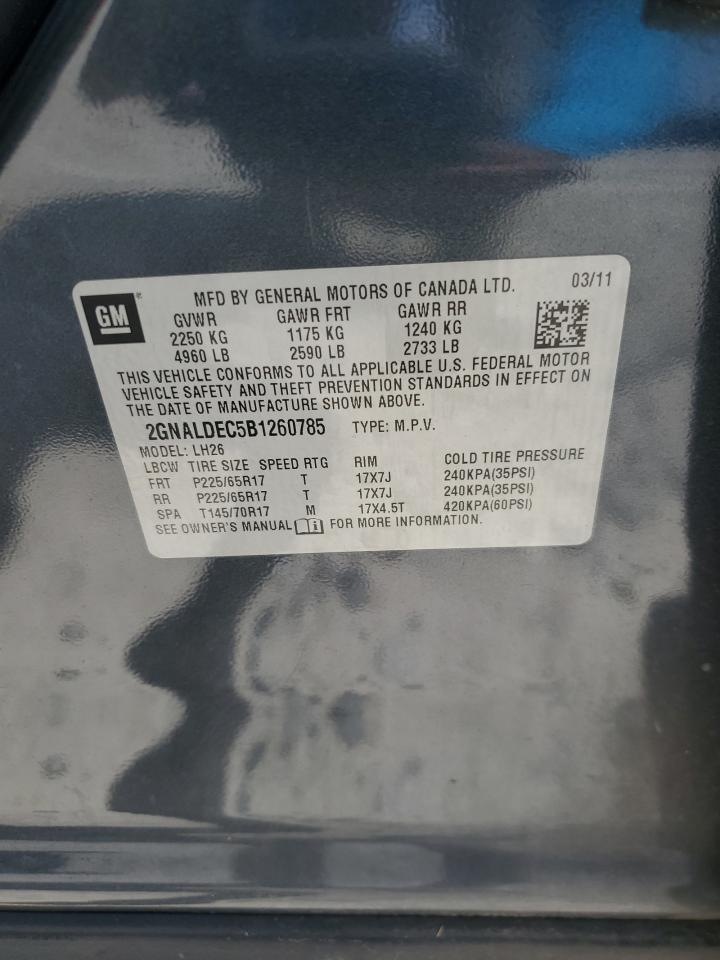 GM® MFD BY GENERAL MOTORS OF CANADA LTD. 03/11
GVWR GAWR FRT GAWR RR
2250 KG 1175 KG 1240 KG
4960 LB 2590 LB 2733 LB
THIS VEHICLE CONFORMS TO ALL APPLICABLE U.S. FEDERAL MOTOR
VEHICLE SAFETY AND THEFT PREVENTION STANDARDS IN EFFECT ON
THE DATE OF MANUFACTURE SHOWN ABOVE.
2GNALDEC5B1260785 TYPE: M.P.V.
MODEL: LH26
LBCW TIRE SIZE SPEED RTG RIM COLD TIRE PRESSURE
FRT P225/65R17 T 17X7J 240KPA(35PSI)
RR P225/65R17 T 17X7J 240KPA(35PSI)
SPA T145/70R17 M 17X4.5T 420KPA(60PSI)
SEE OWNER'S MANUAL i FOR MORE INFORMATION.